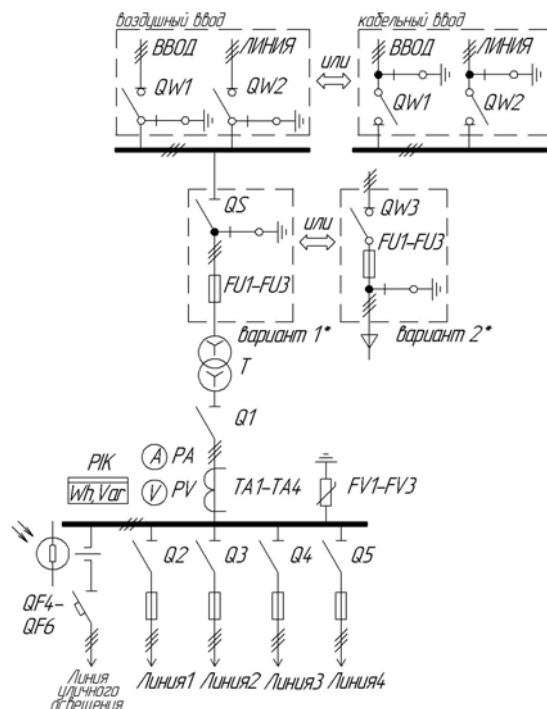 воздушный ввод
кабельный ввод
ВВОД
ЛИНИЯ
или
ВВОД
ЛИНИЯ
QW1
QW2
QW1
QW2
QS
или
QW3
FU1-FU3
FU1-FU3
вариант 1*
вариант 2*
T
Q1
PIK
A
PA
Wh,Var
V
PV
TA1-TA4
FV1-FV3
Q2
Q3
Q4
Q5
QF4-
QF6
Линия
уличного
освещения
Линия1
Линия2
Линия3
Линия4